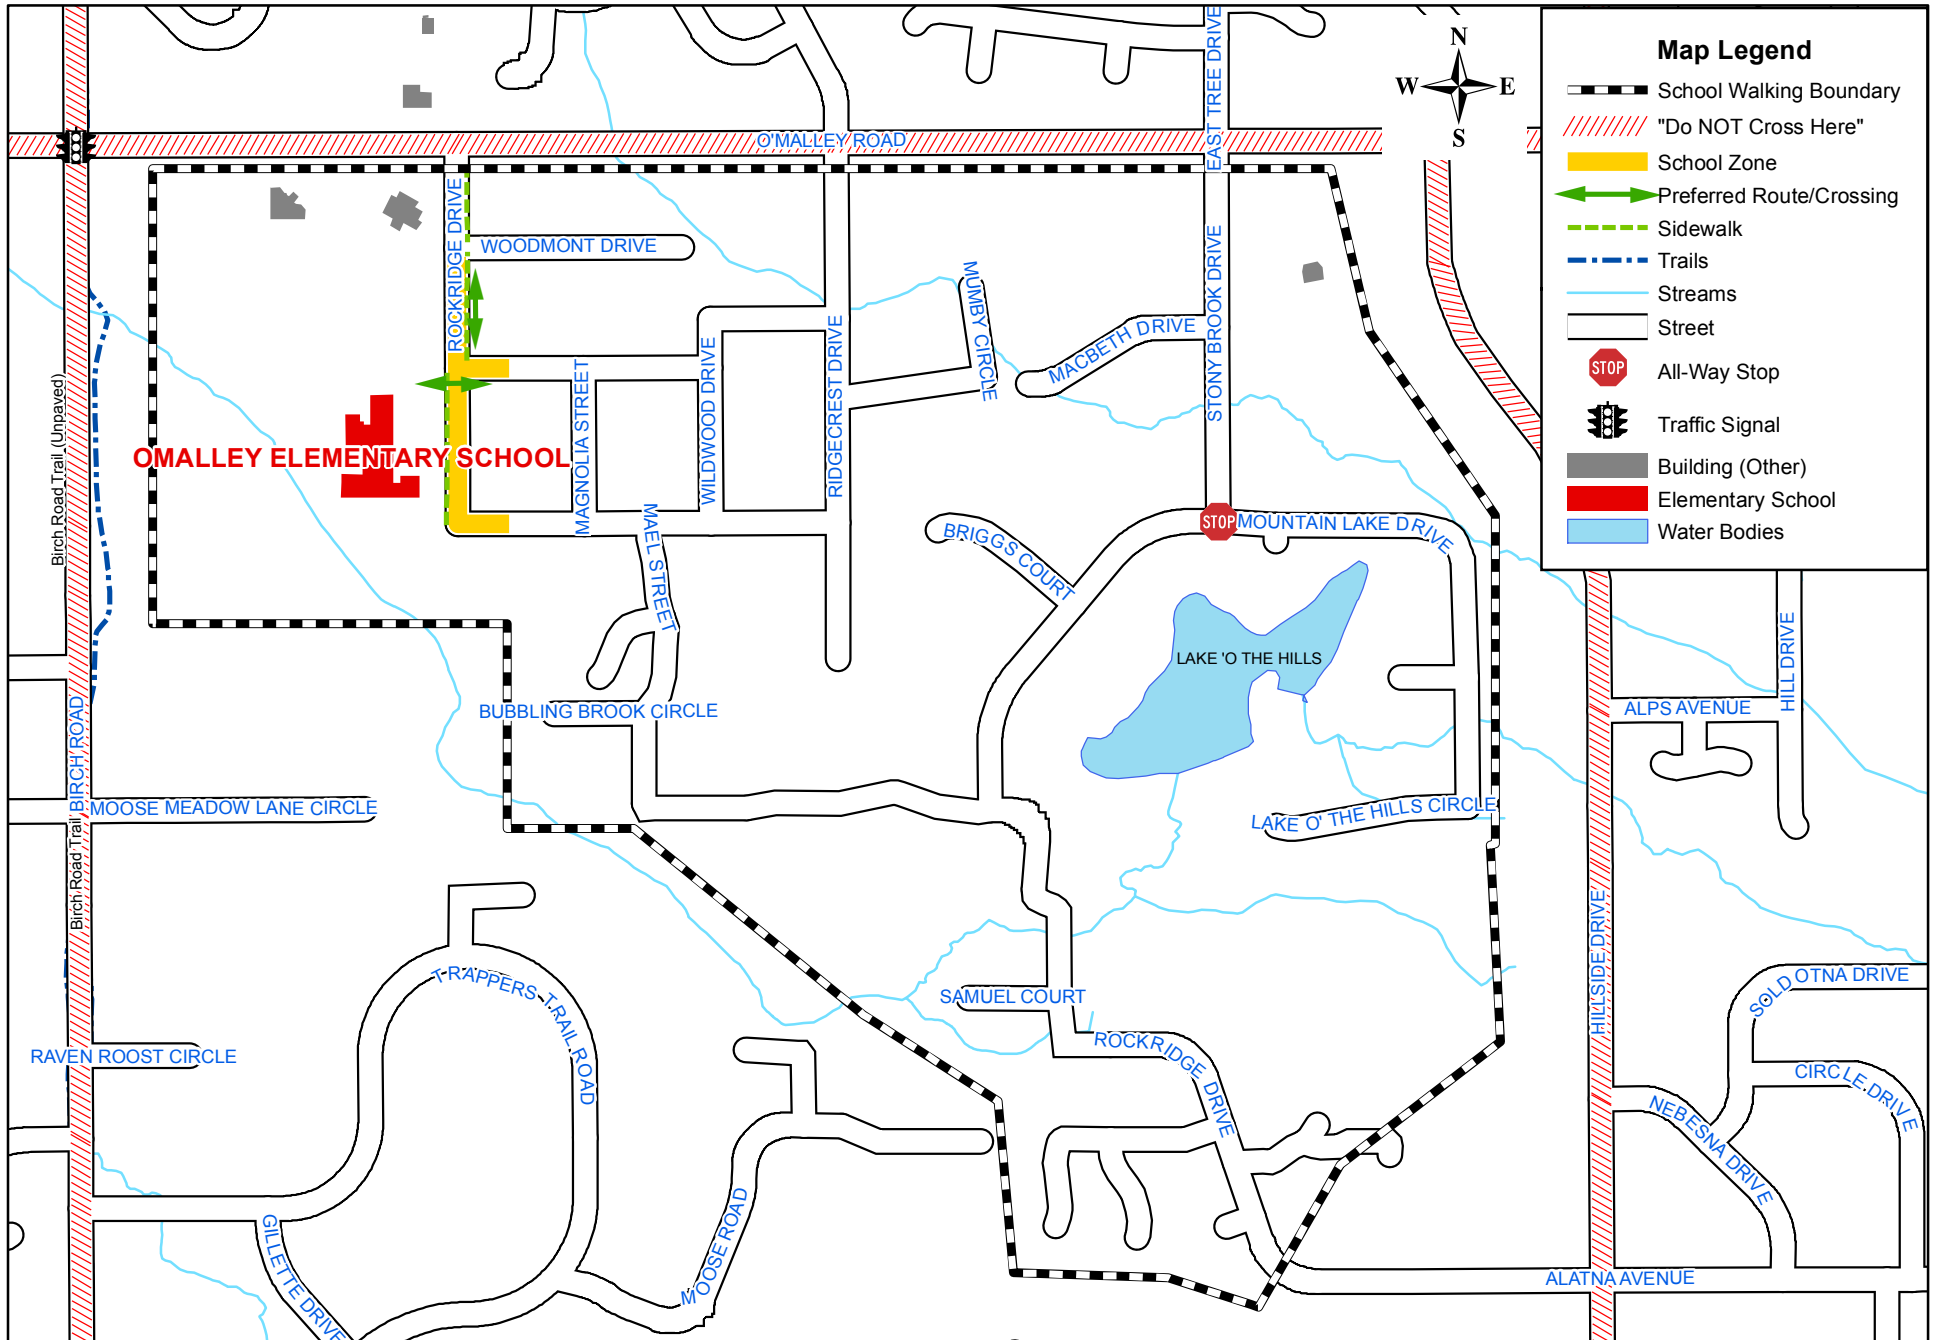 Map Legend
School Walking Boundary
"Do NOT Cross Here"
School Zone
Preferred Route/Crossing
Sidewalk
Trails
Streams
Street
STOP
All-Way Stop
Traffic Signal
Building (Other)
Elementary School
Water Bodies
N
W
E
S
EAST TREE DRIVE
O'MALLEY ROAD
ROCKRIDGE DRIVE
WOODMONT DRIVE
MUMBY CIRCLE
MACBETH DRIVE
STONY BROOK DRIVE
RIDGECREST DRIVE
WILDWOOD DRIVE
MAGNOLIA STREET
Birch Road Trail (Unpaved)
OMALLEY ELEMENTARY SCHOOL
MAEL STREET
BRIGGS COURT
STOP
MOUNTAIN LAKE DRIVE
LAKE 'O THE HILLS
HILL DRIVE
ALPS AVENUE
BUBBLING BROOK CIRCLE
BIRCH ROAD
MOOSE MEADOW LANE CIRCLE
LAKE O' THE HILLS CIRCLE
Birch Road Trail
HILLSIDE DRIVE
TRAPPERS TRAIL ROAD
SAMUEL COURT
SOLDOTNA DRIVE
RAVEN ROOST CIRCLE
ROCKRIDGE DRIVE
CIRCLE DRIVE
NEBESNA DRIVE
GILLETTE DRIVE
MOOSE ROAD
ALATNA AVENUE